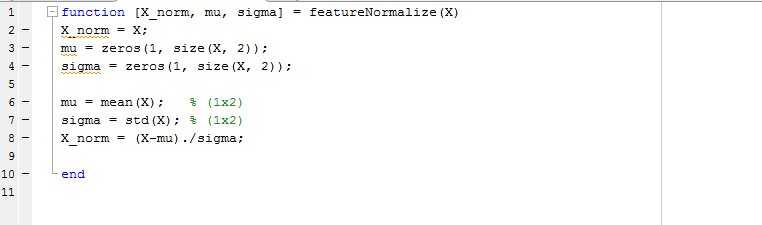 1 function [X_norm, mu, sigma] = featureNormalize(X)
2 – X_norm = X;
3 – mu = zeros(1, size(X, 2));
4 – sigma = zeros(1, size(X, 2));
5
6 – mu = mean(X);   % (1x2)
7 – sigma = std(X); % (1x2)
8 – X_norm = (X-mu)./sigma;
9
10 – end
11